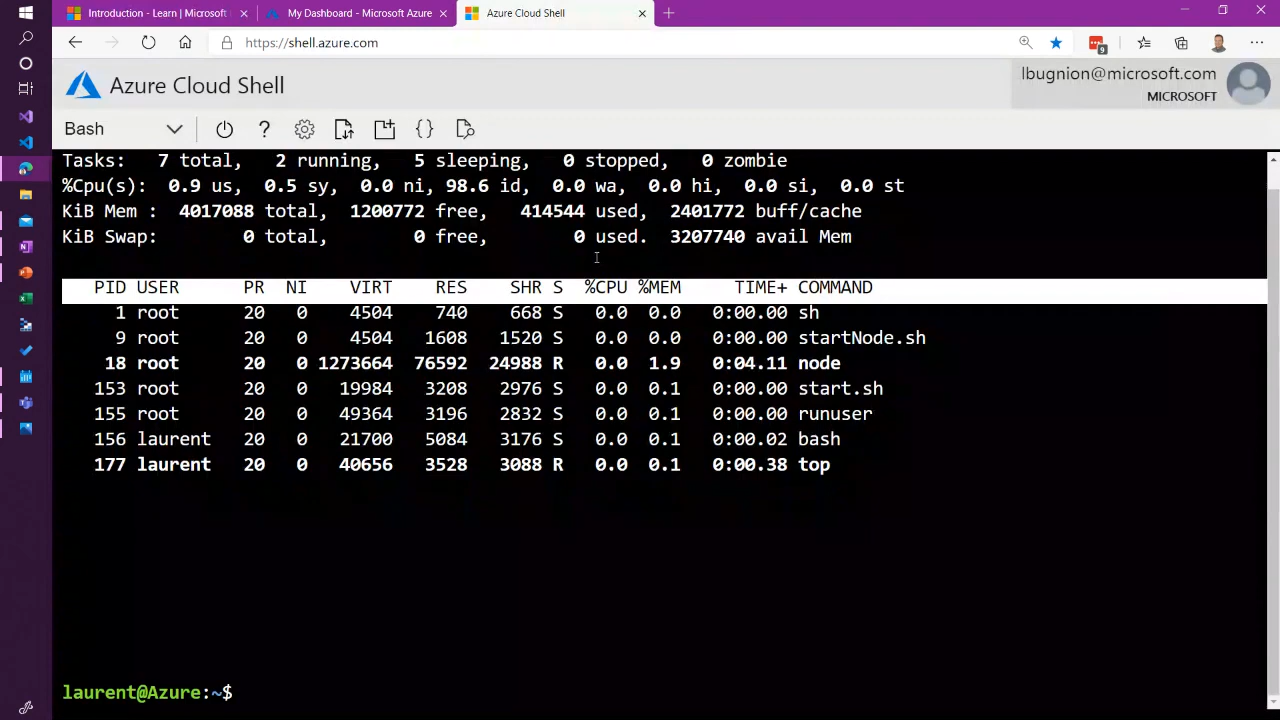 Introduction - Learn | Microsoft
My Dashboard - Microsoft Azure
Azure Cloud Shell
https://shell.azure.com
9
Azure Cloud Shell
lbugnion@microsoft.com
MICROSOFT
Bash
Tasks: 7 total, 2 running, 5 sleeping, 0 stopped, 0 zombie
%Cpu(s): 0.9 us, 0.5 sy, 0.0 ni, 98.6 id, 0.0 wa, 0.0 hi, 0.0 si, 0.0 st
KiB Mem : 4017088 total, 1200772 free, 414544 used, 2401772 buff/cache
KiB Swap: 0 total, 0 free, 0 used. 3207740 avail Mem
PID USER PR NI VIRT RES SHR S %CPU %MEM TIME+ COMMAND
1 root 20 0 4504 740 668 S 0.0 0.0 0:00.00 sh
9 root 20 0 4504 1608 1520 S 0.0 0.0 0:00.00 startNode.sh
18 root 20 0 1273664 76592 24988 R 0.0 1.9 0:04.11 node
153 root 20 0 19984 3208 2976 S 0.0 0.1 0:00.00 start.sh
155 root 20 0 49364 3196 2832 S 0.0 0.1 0:00.00 runuser
156 laurent 20 0 21700 5084 3176 S 0.0 0.1 0:00.02 bash
177 laurent 20 0 40656 3528 3088 R 0.0 0.1 0:00.38 top
laurent@Azure:~$